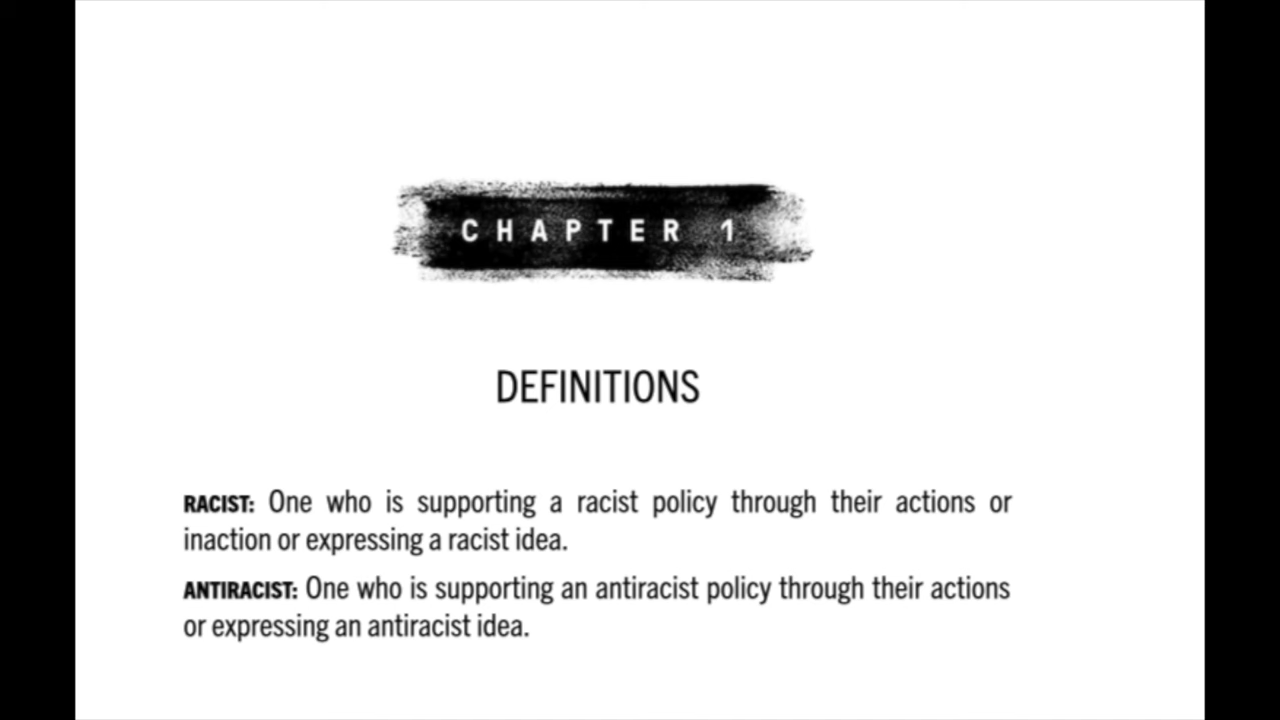 CHAPTER 1
DEFINITIONS
RACIST: One who is supporting a racist policy through their actions or
inaction or expressing a racist idea.
ANTIRACIST: One who is supporting an antiracist policy through their actions
or expressing an antiracist idea.